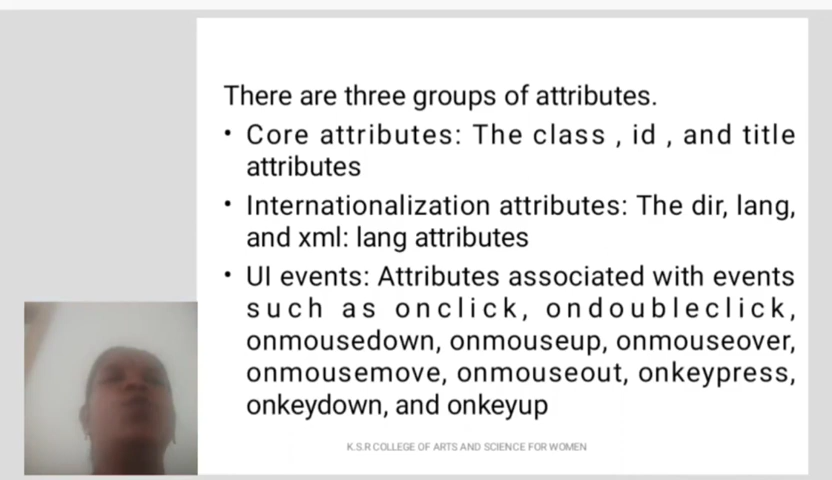 There are three groups of attributes.
• Core attributes: The class , id , and title
attributes
• Internationalization attributes: The dir, lang,
and xml: lang attributes
• UI events: Attributes associated with events
such as onclick, ondoubleclick,
onmousedown, onmouseup, onmouseover,
onmousemove, onmouseout, onkeypress,
onkeydown, and onkeyup
K.S.R COLLEGE OF ARTS AND SCIENCE FOR WOMEN